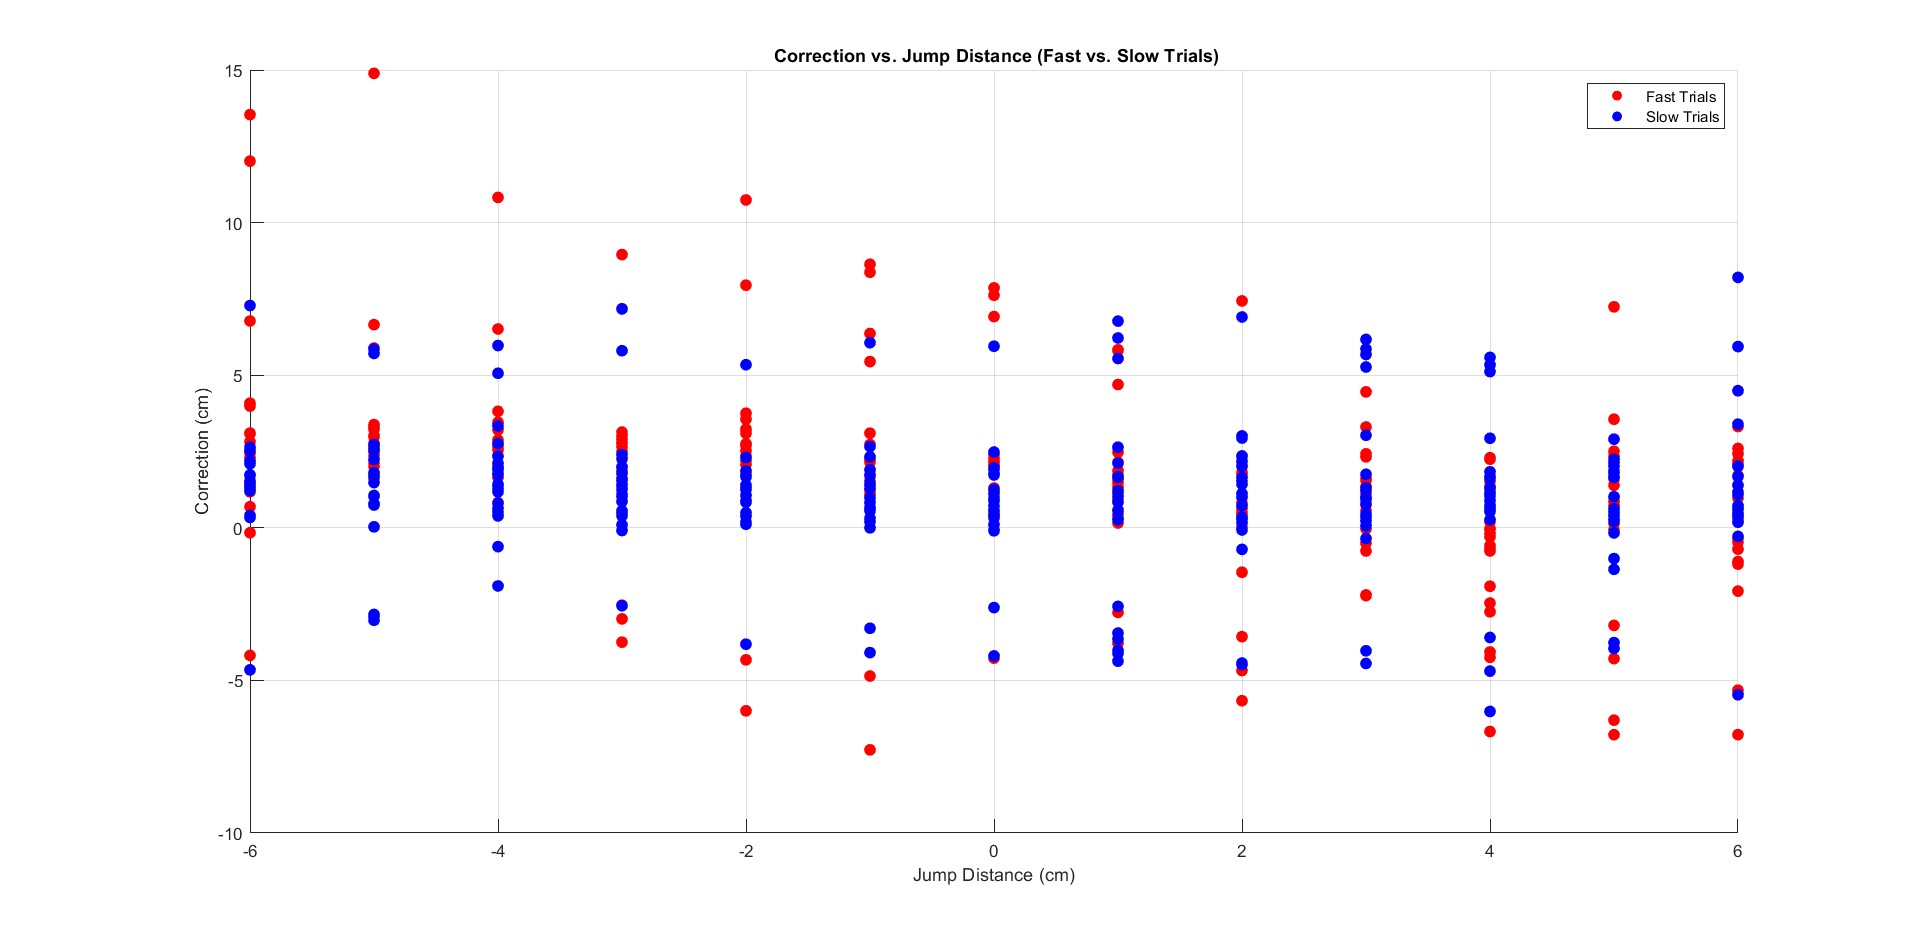 Correction vs. Jump Distance (Fast vs. Slow Trials)
Fast Trials
Slow Trials
15
10
5
0
-5
-10
Correction (cm)
-6
-4
-2
0
2
4
6
Jump Distance (cm)